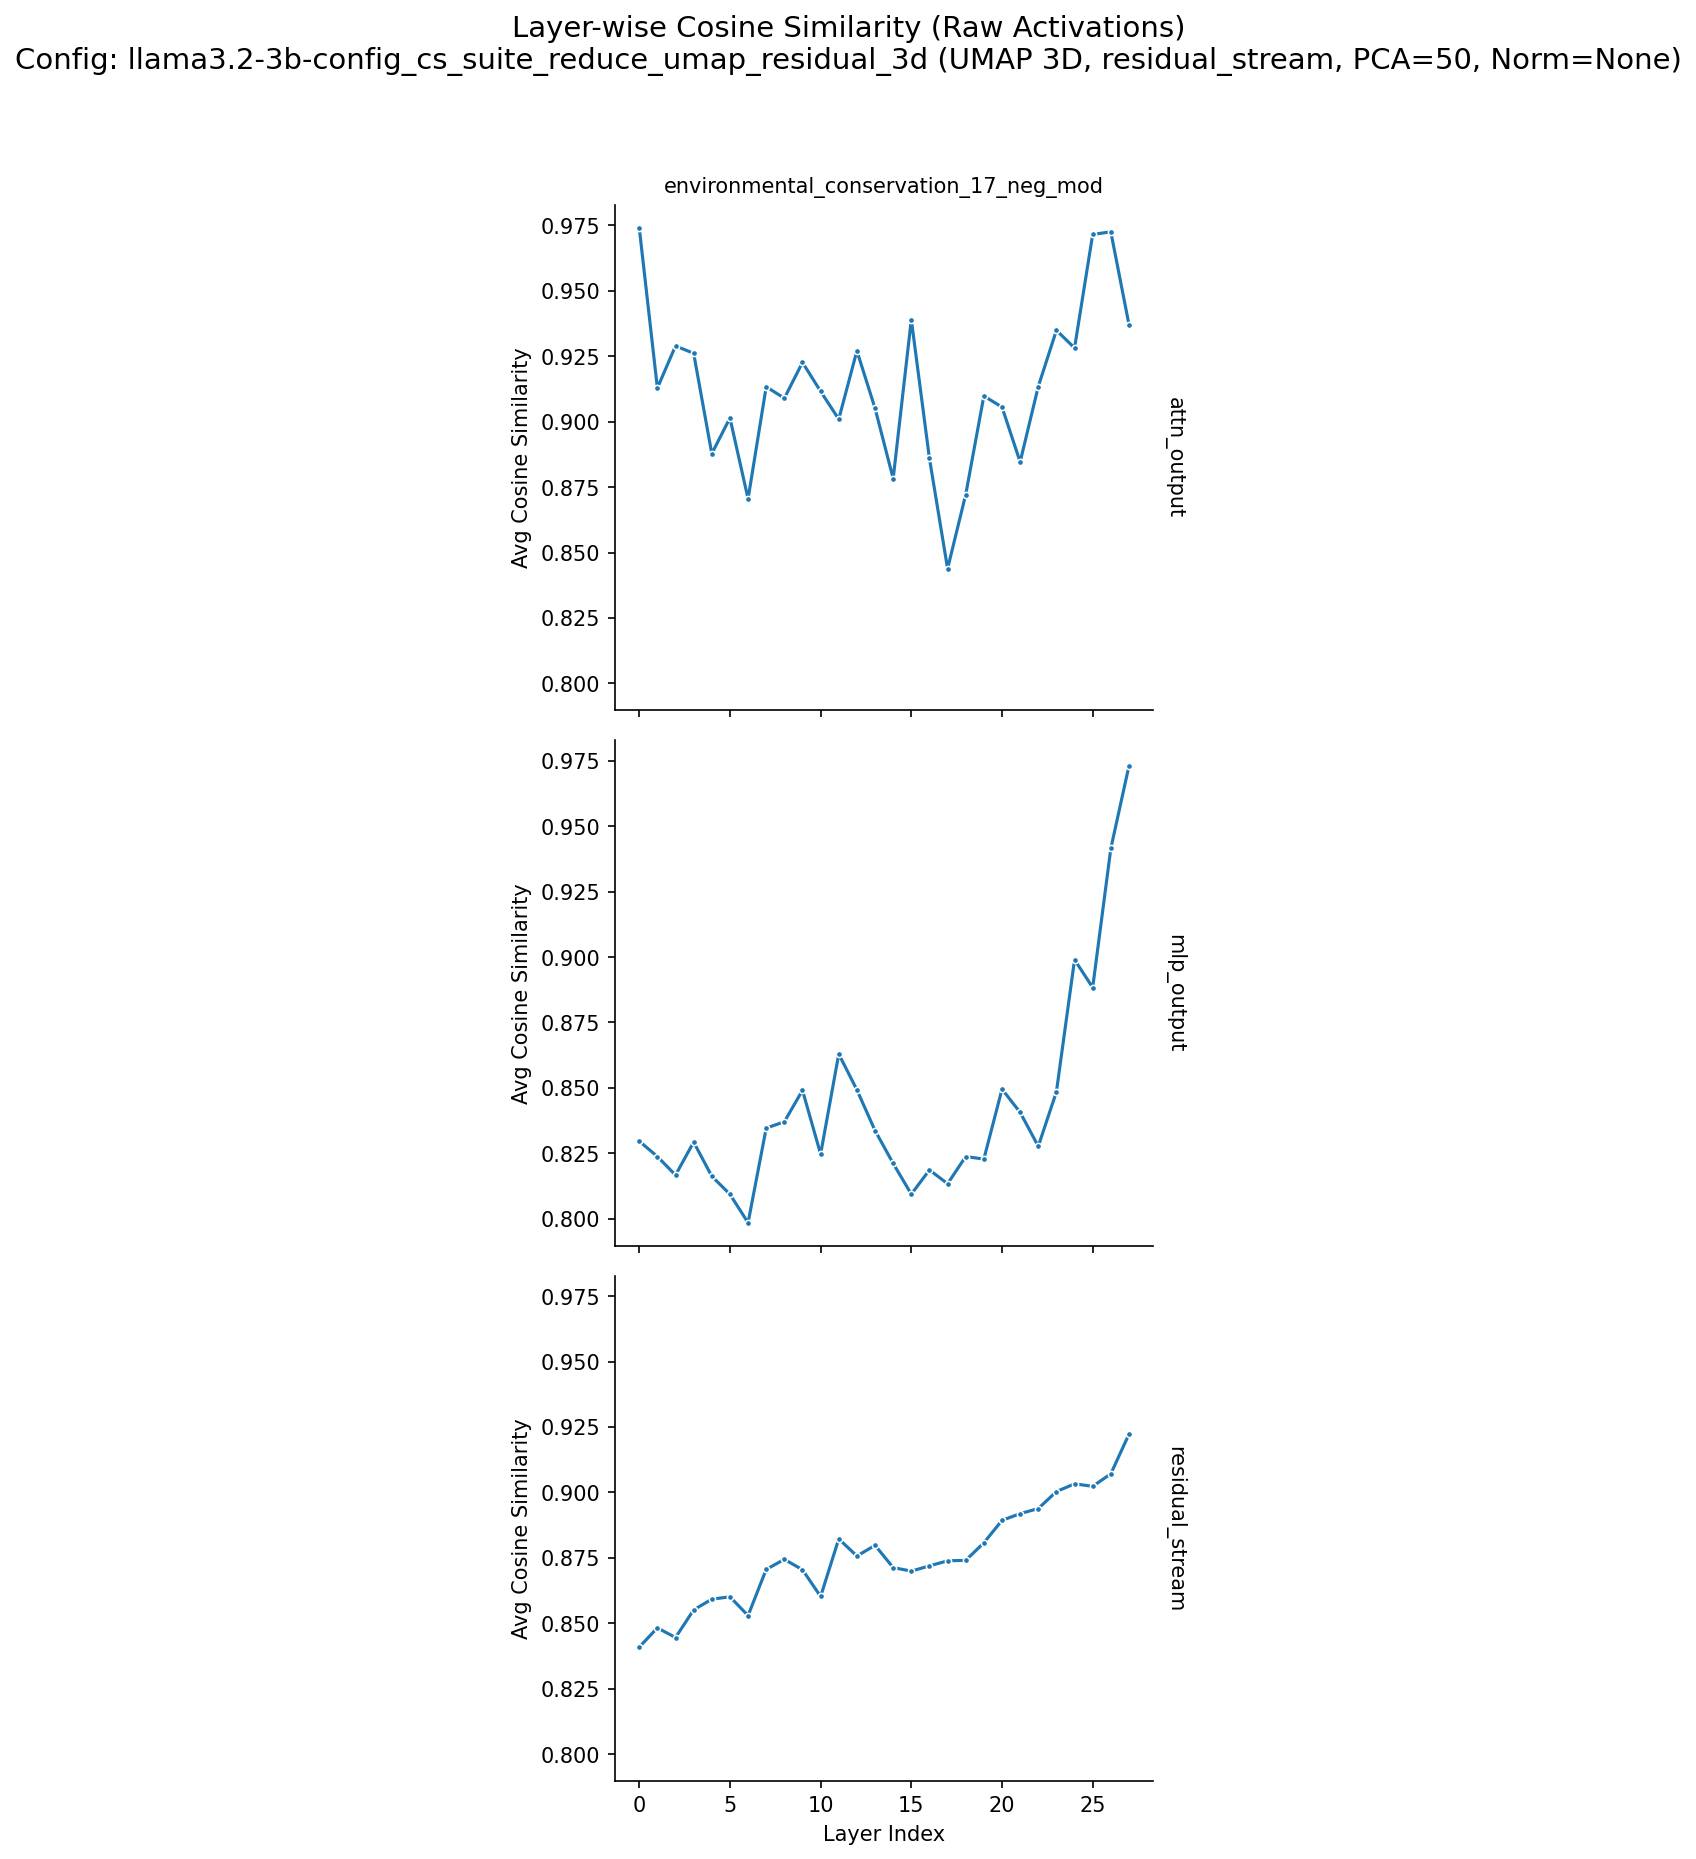 Layer-wise Cosine Similarity (Raw Activations)
Config: llama3.2-3b-config_cs_suite_reduce_umap_residual_3d (UMAP 3D, residual_stream, PCA=50, Norm=None)
environmental_conservation_17_neg_mod
0.975
0.950
0.925
0.900
0.875
0.850
0.825
0.800
Avg Cosine Similarity
attn_output
0.975
0.950
0.925
0.900
0.875
0.850
0.825
0.800
Avg Cosine Similarity
mlp_output
0.975
0.950
0.925
0.900
0.875
0.850
0.825
0.800
Avg Cosine Similarity
residual_stream
0 5 10 15 20 25
Layer Index